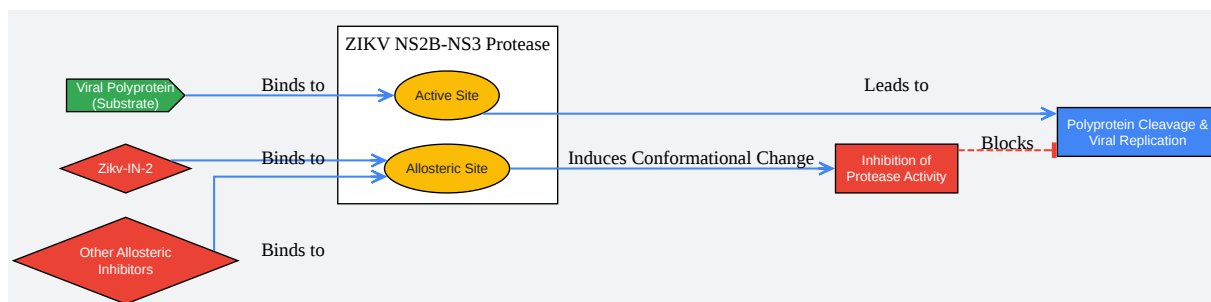 ZIKV NS2B-NS3 Protease
Viral Polyprotein
(Substrate)
Binds to
Active Site
Leads to
Polyprotein Cleavage &
Viral Replication
Zikv-IN-2
Binds to
Allosteric Site
Induces Conformational Change
Inhibition of
Protease Activity
Blocks
Other Allosteric
Inhibitors
Binds to